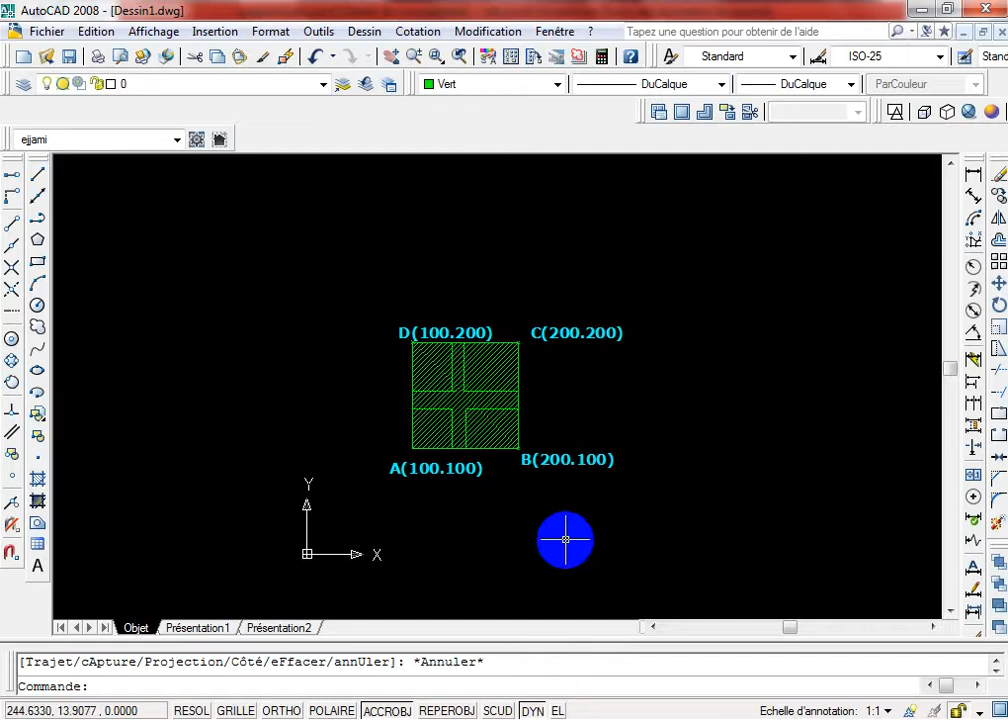 AutoCAD 2008 - [Dessin1.dwg]
Fichier Edition Affichage Insertion Format Outils Dessin Cotation Modification Fenêtre ? Tapez une question pour obtenir de l'aide
Standard ISO-25 Stand
0 Vert DuCalque DuCalque ParCouleur
ejjami
D(100.200) C(200.200)
A(100.100) B(200.100)
Y
X
Objet Présentation1 Présentation2
[Trajet/cApture/Projection/Côté/eFfacer/annUler]: *Annuler*
Commande:
244.6330, 13.9077, 0.0000 RESOL GRILLE ORTHO POLAIRE ACCROBJ REPEROBJ SCUD DYN EL Echelle d'annotation: 1:1